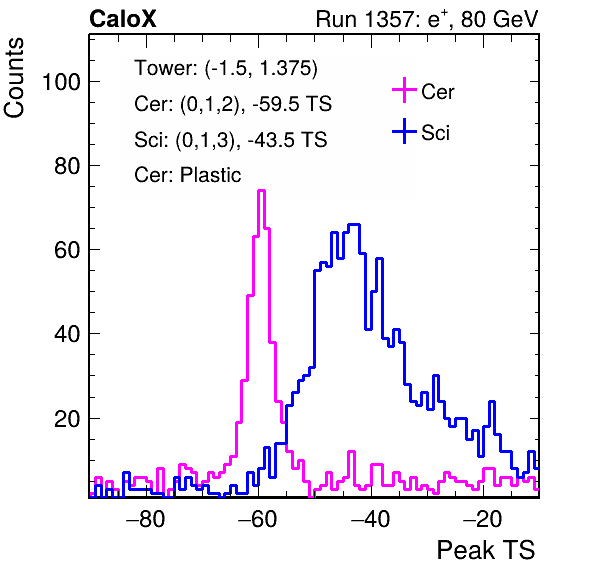 CaloX Run 1357: e⁺, 80 GeV
Counts
Tower: (-1.5, 1.375)
Cer: (0,1,2), -59.5 TS
Sci: (0,1,3), -43.5 TS
Cer: Plastic
Cer
Sci
100
80
60
40
20
−80 −60 −40 −20
Peak TS